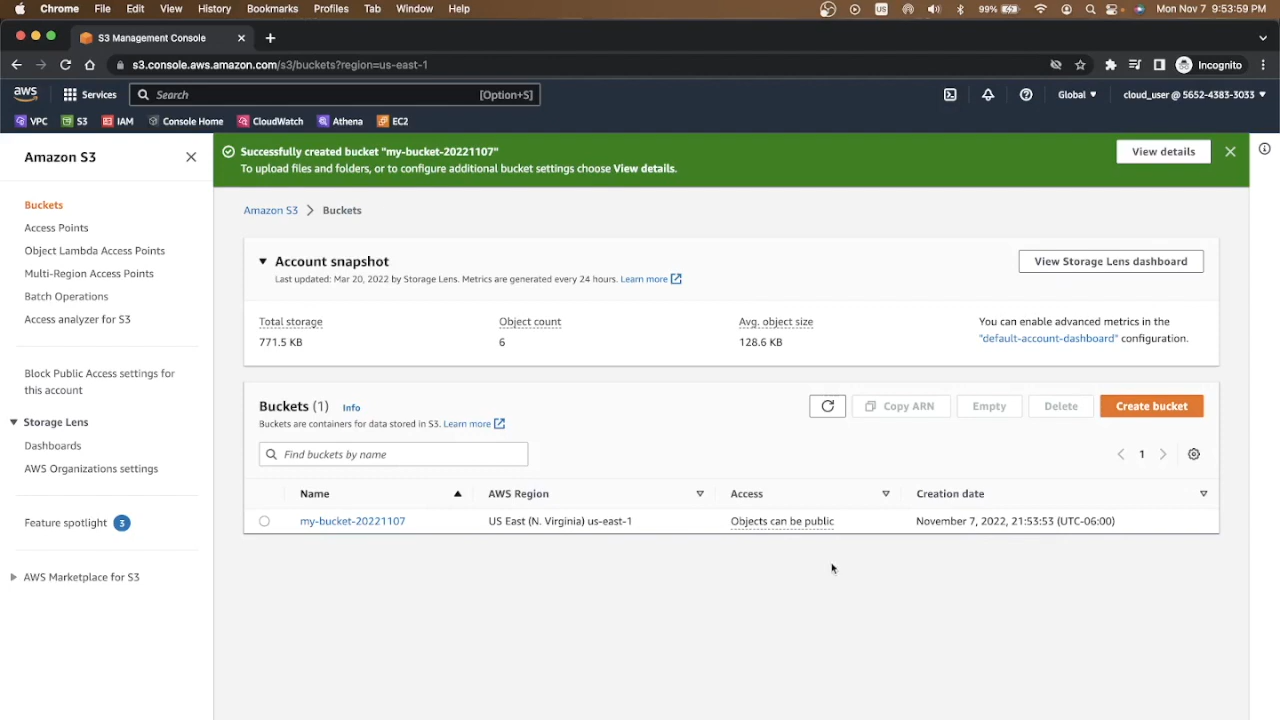 Chrome File Edit View History Bookmarks Profiles Tab Window Help US 99% Mon Nov 7 9:53:59 PM
S3 Management Console
s3.console.aws.amazon.com/s3/buckets?region=us-east-1 Incognito
aws Services Search [Option+S] Global cloud_user @ 5652-4383-3033
VPC S3 IAM Console Home CloudWatch Athena EC2
Amazon S3
Buckets
Access Points
Object Lambda Access Points
Multi-Region Access Points
Batch Operations
Access analyzer for S3
Block Public Access settings for
this account
Storage Lens
Dashboards
AWS Organizations settings
Feature spotlight 3
AWS Marketplace for S3
Successfully created bucket "my-bucket-20221107"
To upload files and folders, or to configure additional bucket settings choose View details.
View details
Amazon S3 > Buckets
Account snapshot
Last updated: Mar 20, 2022 by Storage Lens. Metrics are generated every 24 hours. Learn more
View Storage Lens dashboard
Total storage
771.5 KB
Object count
6
Avg. object size
128.6 KB
You can enable advanced metrics in the
"default-account-dashboard" configuration.
Buckets (1) Info
Buckets are containers for data stored in S3. Learn more
Copy ARN Empty Delete Create bucket
Find buckets by name
1
Name AWS Region Access Creation date
my-bucket-20221107 US East (N. Virginia) us-east-1 Objects can be public November 7, 2022, 21:53:53 (UTC-06:00)